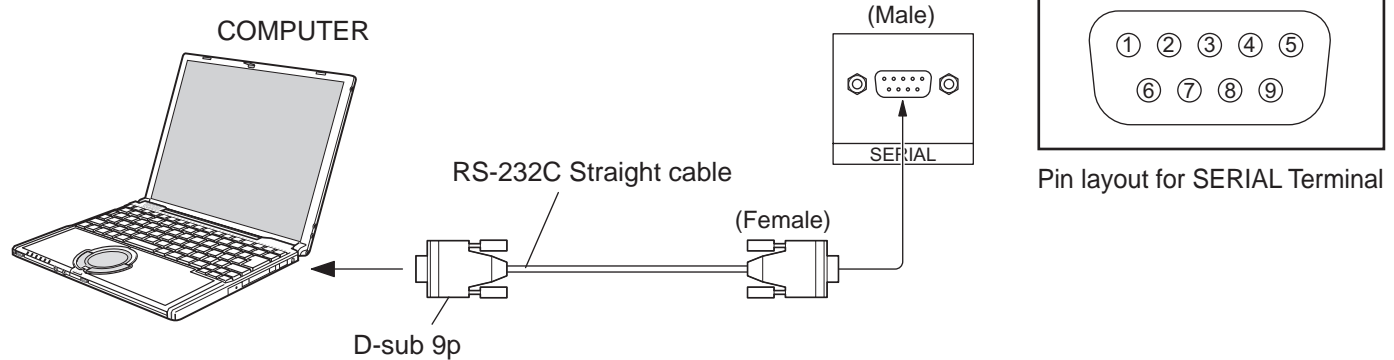 COMPUTER
(Male)
SERIAL
RS-232C Straight cable
(Female)
D-sub 9p
① ② ③ ④ ⑤
⑥ ⑦ ⑧ ⑨
Pin layout for SERIAL Terminal